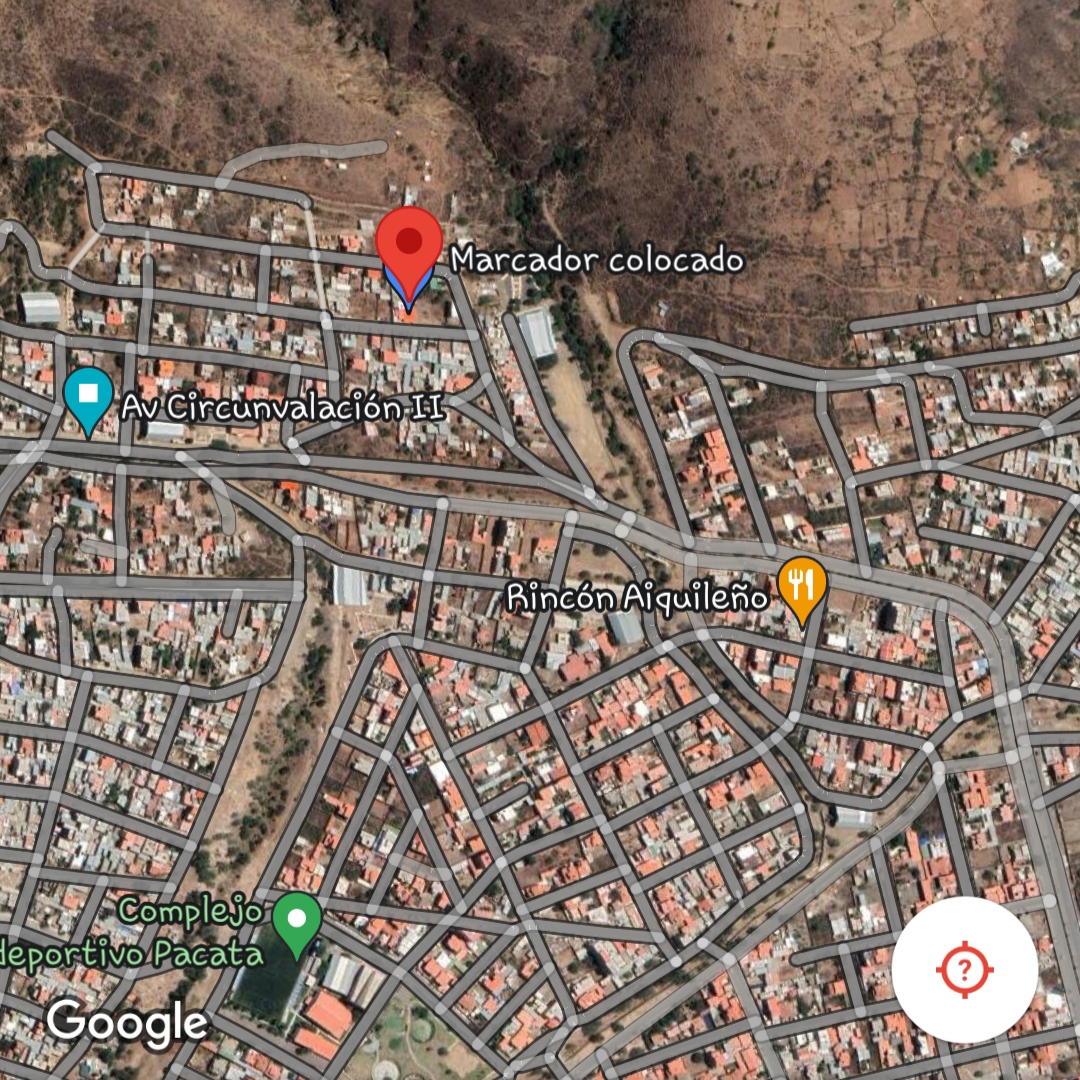 Marcador colocado
Av Circunvalación II
Rincón Aiquileño
Complejo
deportivo Pacata
Google
?